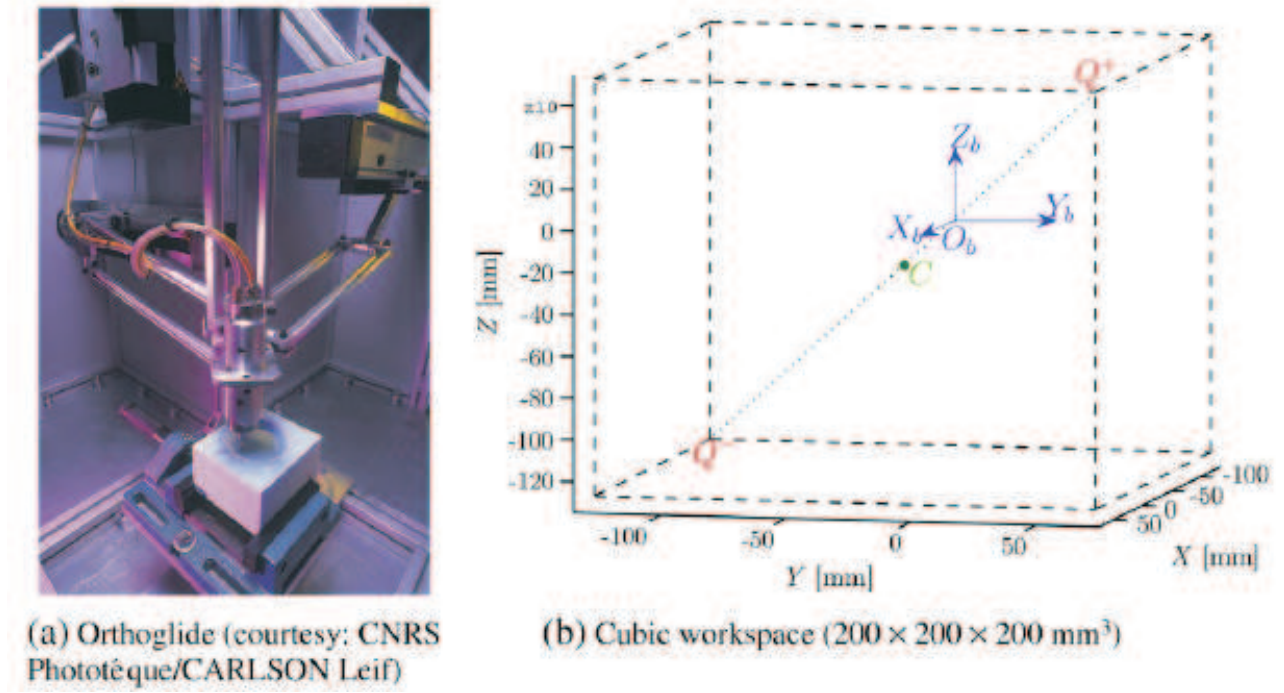 Q⁺
40
20
0
-20
-40
-60
-80
-100
-120
Z [mm]
Z_b
Y_b
X_b
O_b
C
Q
-100
-50
0
50
Y [mm]
50
0
-50
-100
X [mm]
(a) Orthoglide (courtesy: CNRS
Phototèque/CARLSON Leif)
(b) Cubic workspace (200 × 200 × 200 mm³)